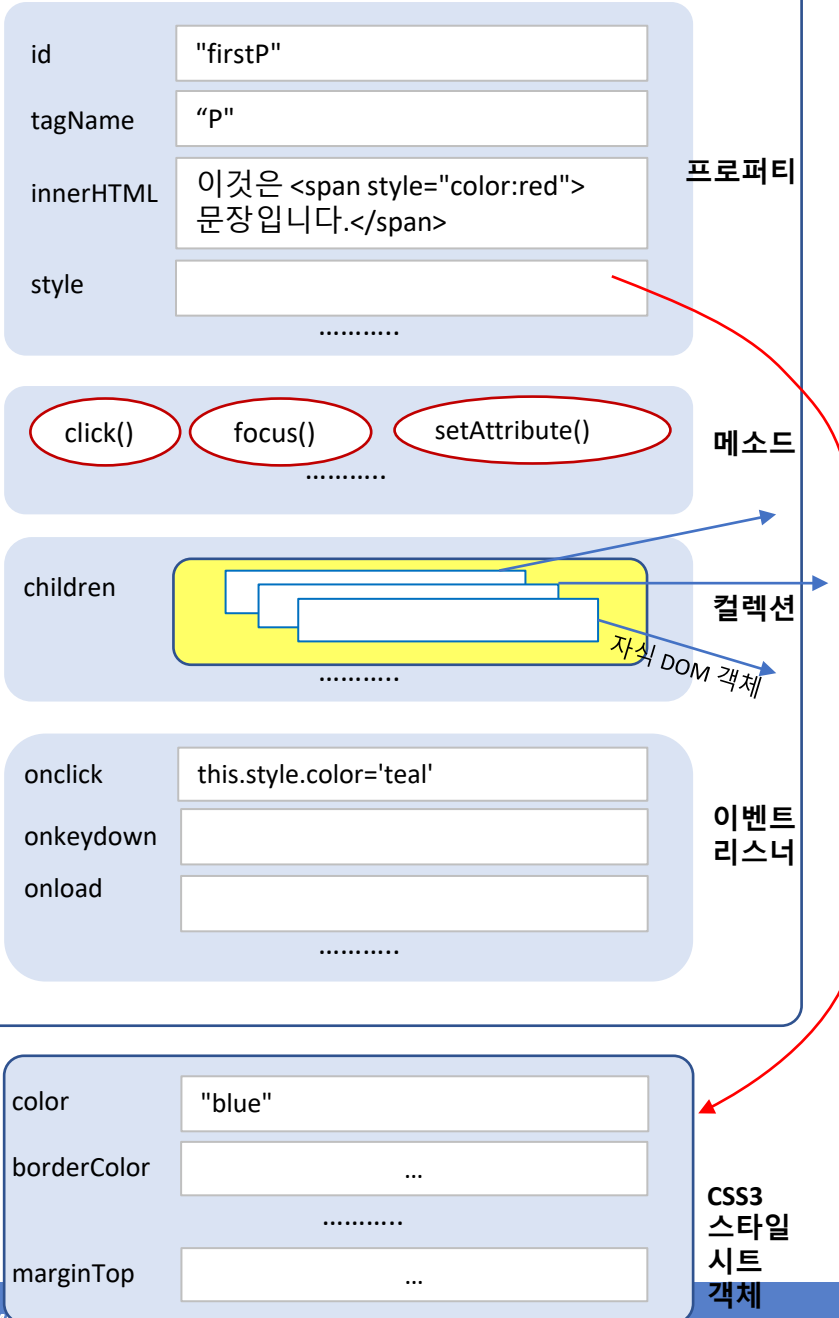 id "firstP"
tagName “P"
프로퍼티
innerHTML 이것은 <span style="color:red">
문장입니다.</span>
style
………..
click() focus() setAttribute()
메소드
………..
children
컬렉션
자식 DOM 객체
………..
onclick this.style.color='teal'
이벤트
리스너
onkeydown
onload
………..
color "blue"
borderColor ...
CSS3
스타일
시트
객체
………..
marginTop ...